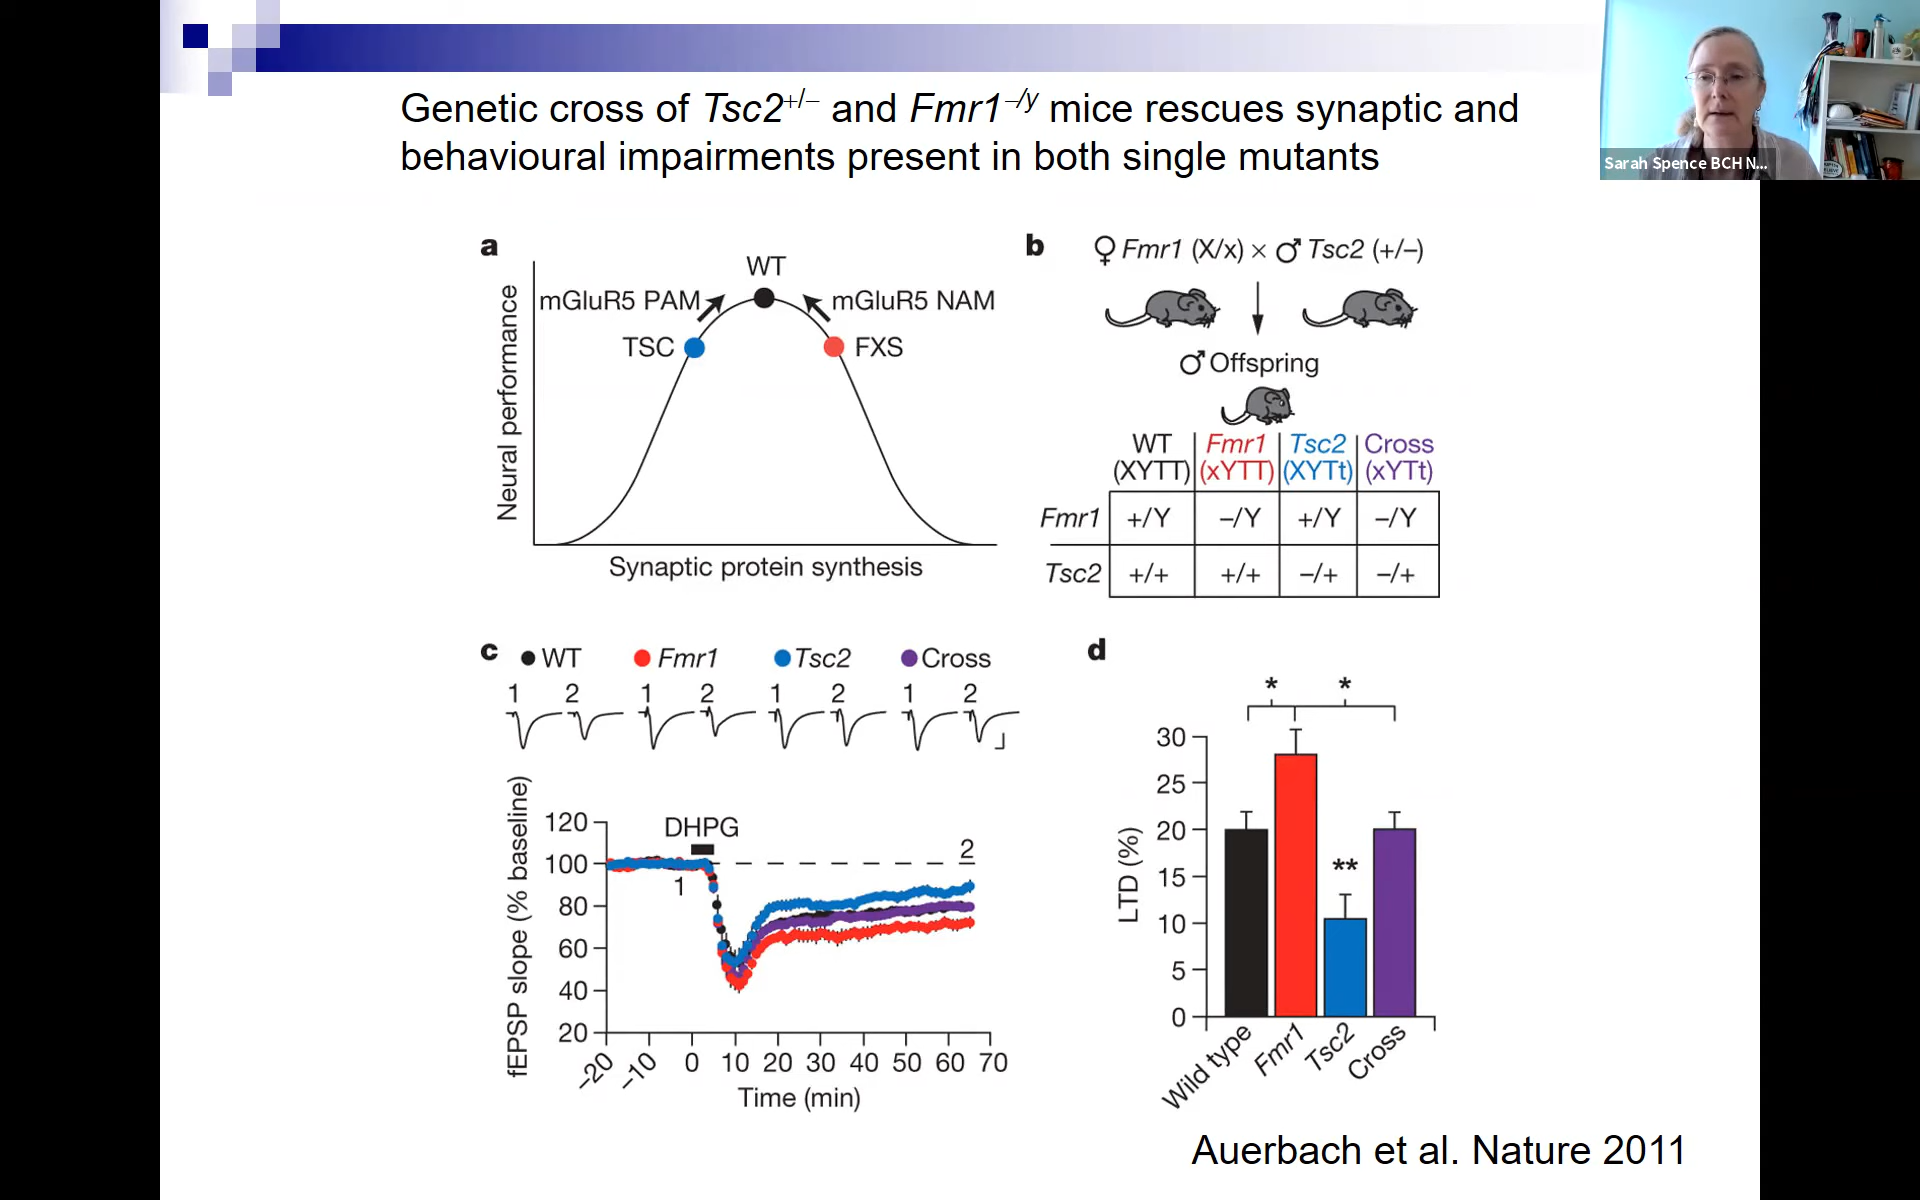 Genetic cross of Tsc2+/– and Fmr1–/y mice rescues synaptic and
behavioural impairments present in both single mutants
Sarah Spence BCH N...
a
WT
mGluR5 PAM
mGluR5 NAM
TSC
FXS
Neural performance
Synaptic protein synthesis
b
♀ Fmr1 (X/x) × ♂ Tsc2 (+/–)
♂ Offspring
WT Fmr1 Tsc2 Cross
(XYTT) (xYTT) (XYTt) (xYTt)
Fmr1 +/Y –/Y +/Y –/Y
Tsc2 +/+ +/+ –/+ –/+
c
WT Fmr1 Tsc2 Cross
1 2 1 2 1 2 1 2
fEPSP slope (% baseline)
DHPG
120
100
80
60
40
20
1
2
–20 –10 0 10 20 30 40 50 60 70
Time (min)
d
* *
**
LTD (%)
30
25
20
15
10
5
0
Wild type Fmr1 Tsc2 Cross
Auerbach et al. Nature 2011